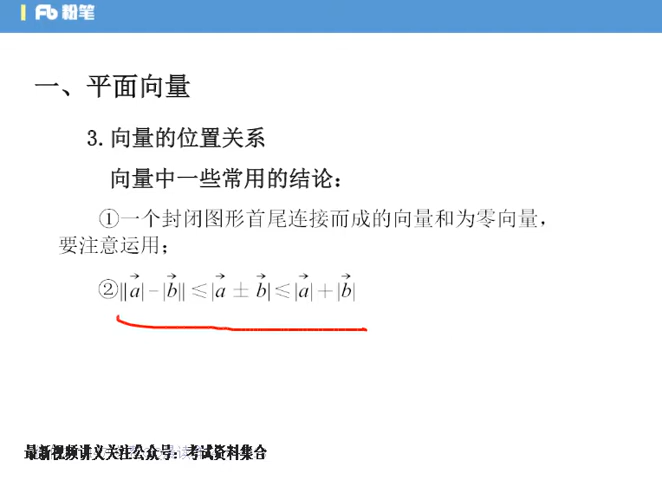 粉笔
一、平面向量
3.向量的位置关系
向量中一些常用的结论：
①一个封闭图形首尾连接而成的向量和为零向量，
要注意运用；
②||a⃗|-|b⃗||≤|a⃗±b⃗|≤|a⃗|+|b⃗|
最新视频讲义关注公众号：考试资料集合